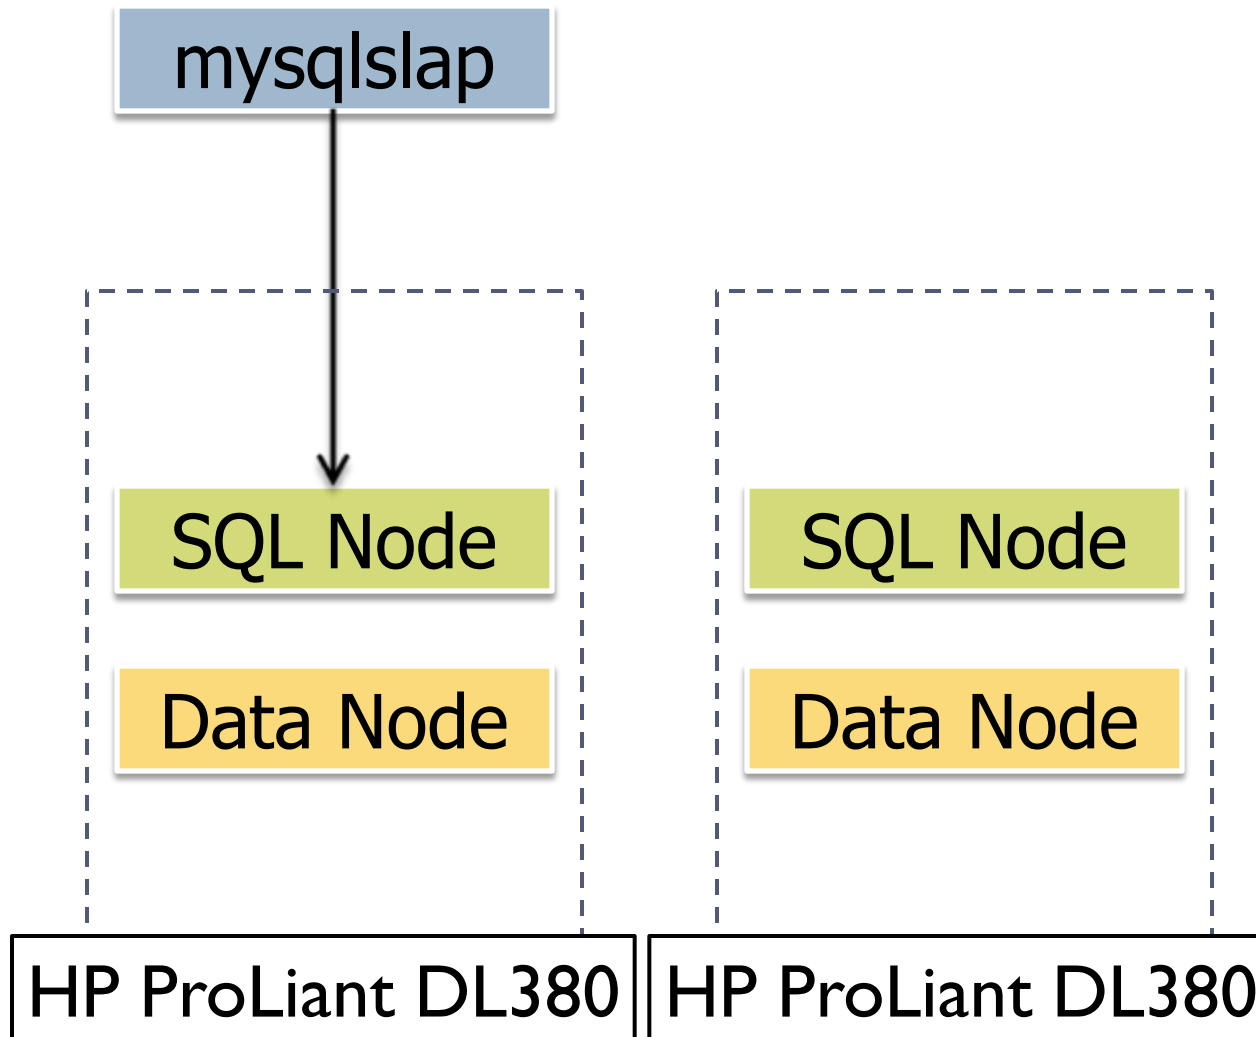 mysqlslap
SQL Node
SQL Node
Data Node
Data Node
HP ProLiant DL380
HP ProLiant DL380